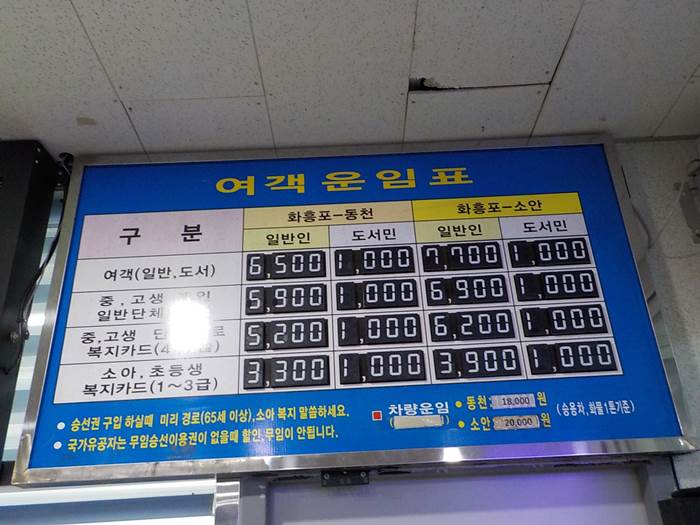 여객운임표
구 분 화흥포-동천 화흥포-소안
일반인 도서민 일반인 도서민
여객(일반,도서) 6,500 1,000 7,700 1,000
중,고생
일반단체 5,900 1,000 6,900 1,000
중,고생 단 로
복지카드(4 급) 5,200 1,000 6,200 1,000
소아,초등생
복지카드(1~3급) 3,300 1,000 3,900 1,000
● 승선권 구입 하실때 미리 경로(65세 이상),소아 복지 말씀하세요.
● 국가유공자는 무임승선이용권이 없을때 할인,무임이 안됩니다.
■ 차량운임 ● 동천: 18,000 원 (승용차, 화물1톤기준)
● 소안: 20,000 원